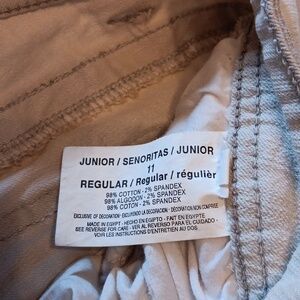 JUNIOR / SEÑORITAS / JUNIOR
11
REGULAR / Regular / régulier
98% COTTON - 2% SPANDEX
98% ALGODON - 2% SPANDEX
98% COTON - 2% SPANDEX
EXCLUSIVE OF DECORATION - EXCLUYENDO LA DECORACION - DÉCORATION NON COMPRISE
MADE IN EGYPT - HECHO EN EGIPTO - FAIT EN EGYPTE
SEE REVERSE FOR CARE - VER AL REVERSO PARA EL CUIDADO
VOIR LES INSTRUCTIONS D'ENTRETIEN AU DOS.